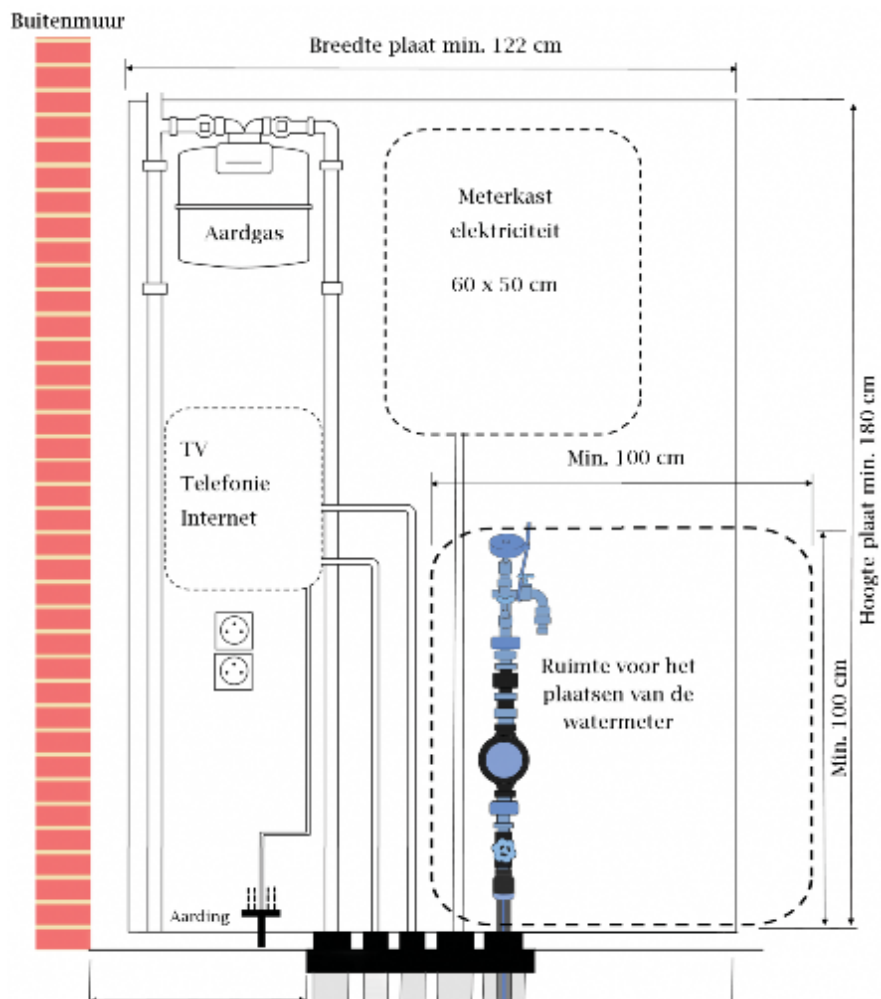 Buitenmuur
Breedte plaat min. 122 cm
Aardgas
Meterkast
elektriciteit
60 x 50 cm
TV
Telefonie
Internet
Min. 100 cm
Hoogte plaat min. 180 cm
Ruimte voor het
plaatsen van de
watermeter
Min. 100 cm
Aarding